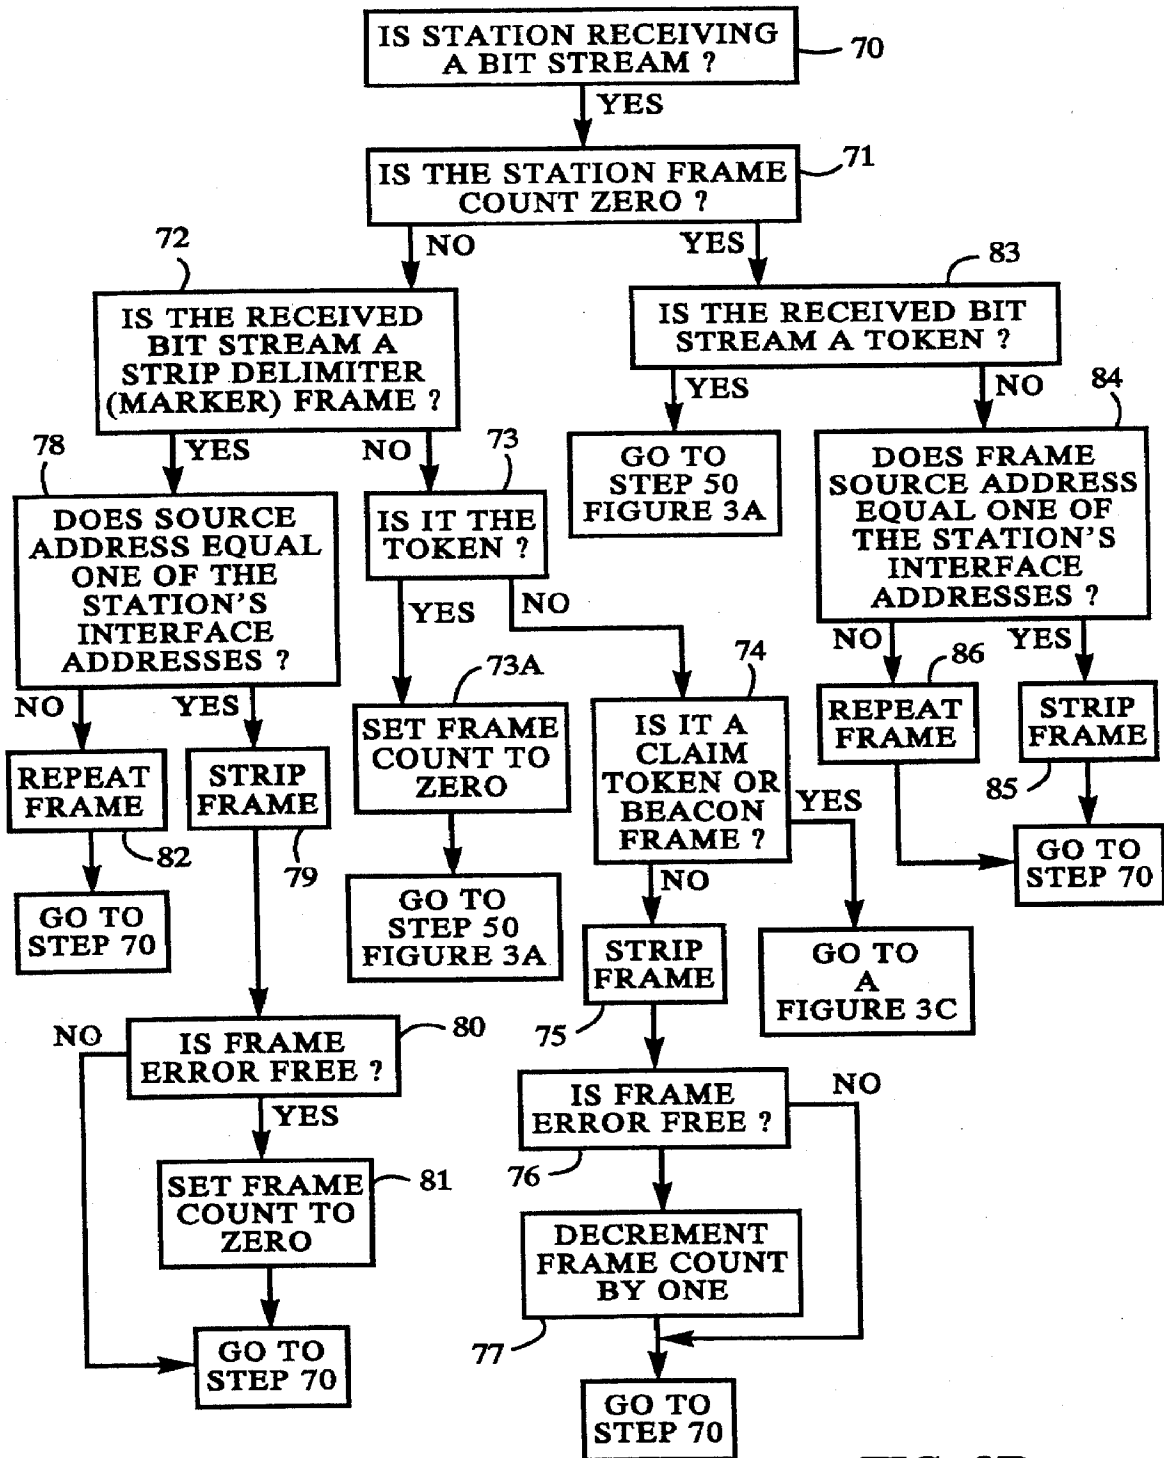 IS STATION RECEIVING
A BIT STREAM ?
70
YES
IS THE STATION FRAME
COUNT ZERO ?
71
NO
YES
72
IS THE RECEIVED
BIT STREAM A
STRIP DELIMITER
(MARKER) FRAME ?
83
IS THE RECEIVED BIT
STREAM A TOKEN ?
YES
NO
78
YES
NO
73
84
DOES SOURCE
ADDRESS EQUAL
ONE OF THE
STATION'S
INTERFACE
ADDRESSES ?
IS IT THE
TOKEN ?
GO TO
STEP 50
FIGURE 3A
DOES FRAME
SOURCE ADDRESS
EQUAL ONE OF
THE STATION'S
INTERFACE
ADDRESSES ?
YES
NO
NO
YES
NO
YES
73A
74
86
REPEAT
FRAME
82
STRIP
FRAME
79
SET FRAME
COUNT TO
ZERO
IS IT A
CLAIM
TOKEN OR
BEACON
FRAME ?
YES
NO
REPEAT
FRAME
STRIP
FRAME
85
GO TO
STEP 70
GO TO
STEP 70
GO TO
STEP 50
FIGURE 3A
STRIP
FRAME
75
GO TO
A
FIGURE 3C
NO
IS FRAME
ERROR FREE ?
80
YES
IS FRAME
ERROR FREE ?
76
NO
SET FRAME
COUNT TO
ZERO
81
DECREMENT
FRAME COUNT
BY ONE
77
GO TO
STEP 70
GO TO
STEP 70